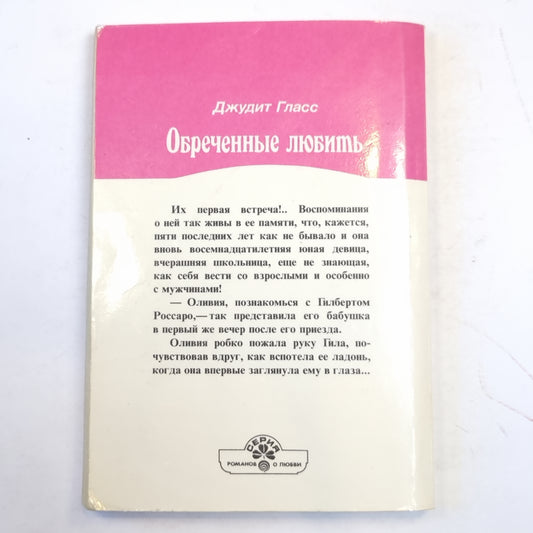 Джудит Гласс
Обреченные любить
Их первая встреча!.. Воспоминания
о ней так живы в ее памяти, что, кажется,
пяти последних лет как не бывало и она
вновь восемнадцатилетняя юная девица,
вчерашняя школьница, еще не знающая,
как себя вести со взрослыми и особенно
с мужчинами!
— Оливия, познакомься с Гилбертом
Россаро,— так представила его бабушка
в первый же вечер после его приезда.
Оливия робко пожала руку Гила, по-
чувствовав вдруг, как вспотела ее ладонь,
когда она впервые заглянула ему в глаза...
СЕРИЯ
РОМАНОВ О ЛЮБВИ